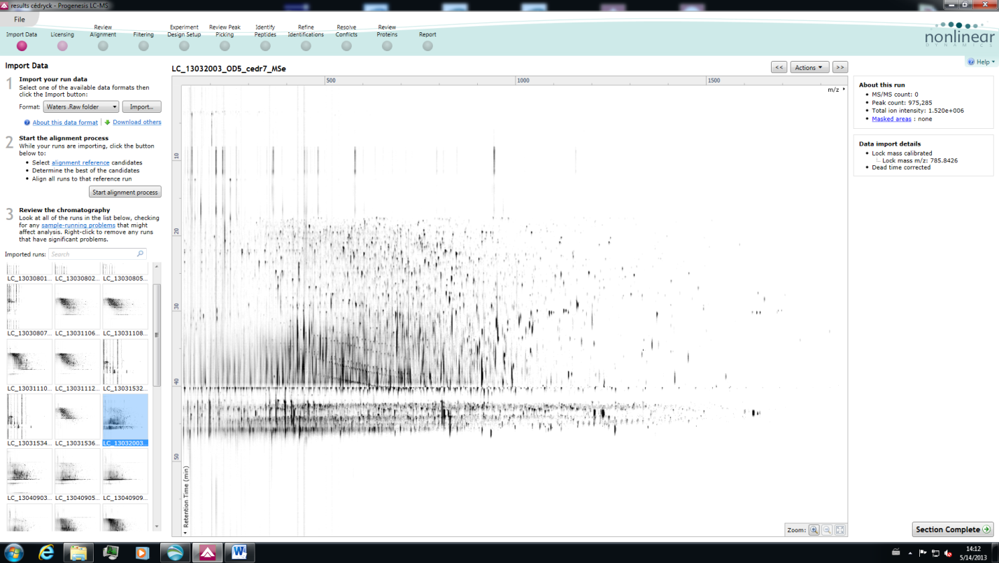 results cédryck - Progenesis LC-MS
File
Import Data
Licensing
Review
Alignment
Filtering
Experiment
Design Setup
Review Peak
Picking
Identify
Peptides
Refine
Identifications
Resolve
Conflicts
Review
Proteins
Report
nonlinear
DYNAMICS
Help
Import Data
1 Import your run data
Select one of the available data formats then
click the Import button:
Format: Waters .Raw folder Import...
About this data format Download others
2 Start the alignment process
While your runs are importing, click the button
below to:
• Select alignment reference candidates
• Determine the best of the candidates
• Align all runs to that reference run
Start alignment process
3 Review the chromatography
Look at all of the runs in the list below, checking
for any sample-running problems that might
affect analysis. Right-click to remove any runs
that have significant problems.
Imported runs: Search
LC_13030801... LC_13030802... LC_13030805...
LC_13030807... LC_13031106... LC_13031108...
LC_13031110... LC_13031112... LC_13031532...
LC_13031534... LC_13031536... LC_13032003...
LC_13040903... LC_13040905... LC_13040909...
LC_13032003_OD5_cedr7_MSe
<< Actions >>
500 1000 1500
m/z
10
20
30
40
50
Retention Time (min)
Zoom:
About this run
• MS/MS count: 0
• Peak count: 975,285
• Total ion intensity: 1.520e+006
• Masked areas : none
Data import details
• Lock mass calibrated
Lock mass m/z: 785.8426
• Dead time corrected
Section Complete
14:12
5/14/2013